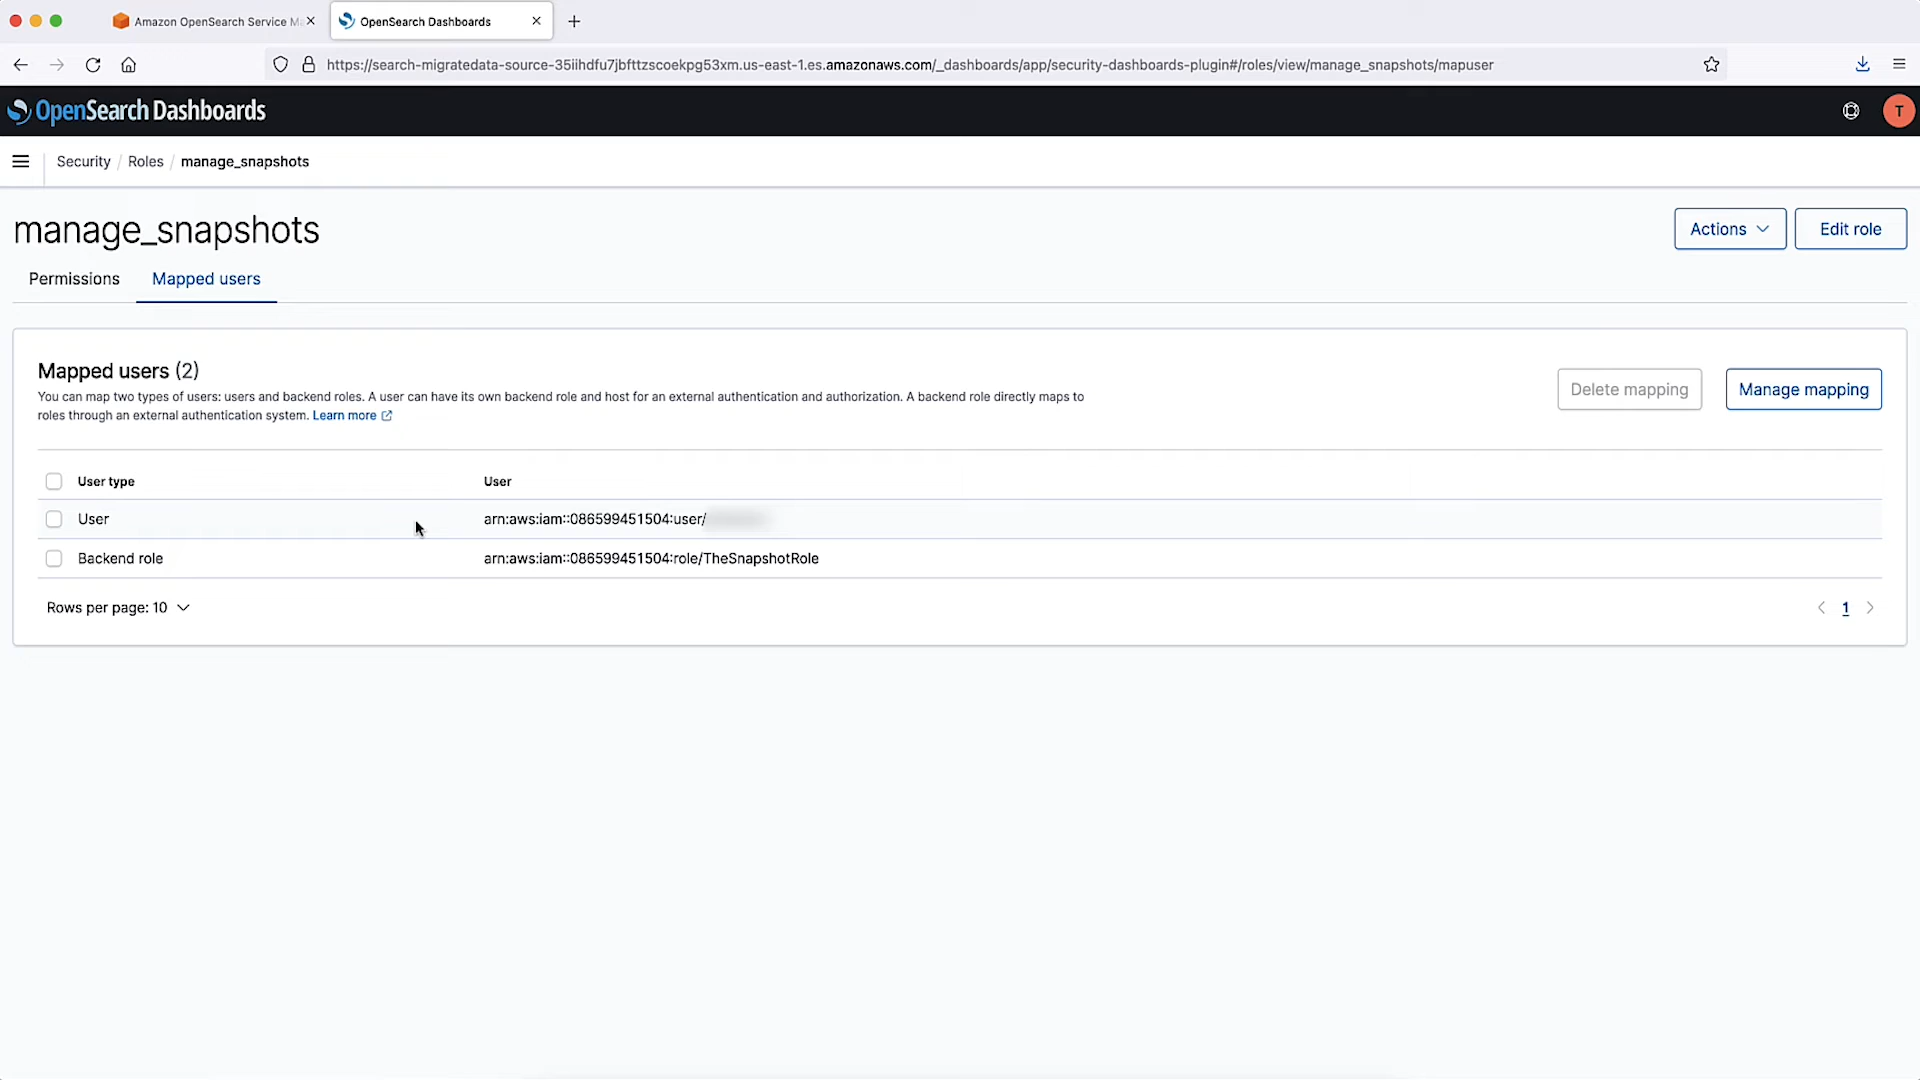 Amazon OpenSearch Service M
OpenSearch Dashboards
https://search-migratedata-source-35iihdfu7jbfttzscoekpg53xm.us-east-1.es.amazonaws.com/_dashboards/app/security-dashboards-plugin#/roles/view/manage_snapshots/mapuser
OpenSearch Dashboards
T
Security / Roles / manage_snapshots
manage_snapshots
Actions
Edit role
Permissions
Mapped users
Mapped users (2)
You can map two types of users: users and backend roles. A user can have its own backend role and host for an external authentication and authorization. A backend role directly maps to
roles through an external authentication system. Learn more
Delete mapping
Manage mapping
User type
User
User
arn:aws:iam::086599451504:user/
Backend role
arn:aws:iam::086599451504:role/TheSnapshotRole
Rows per page: 10
1